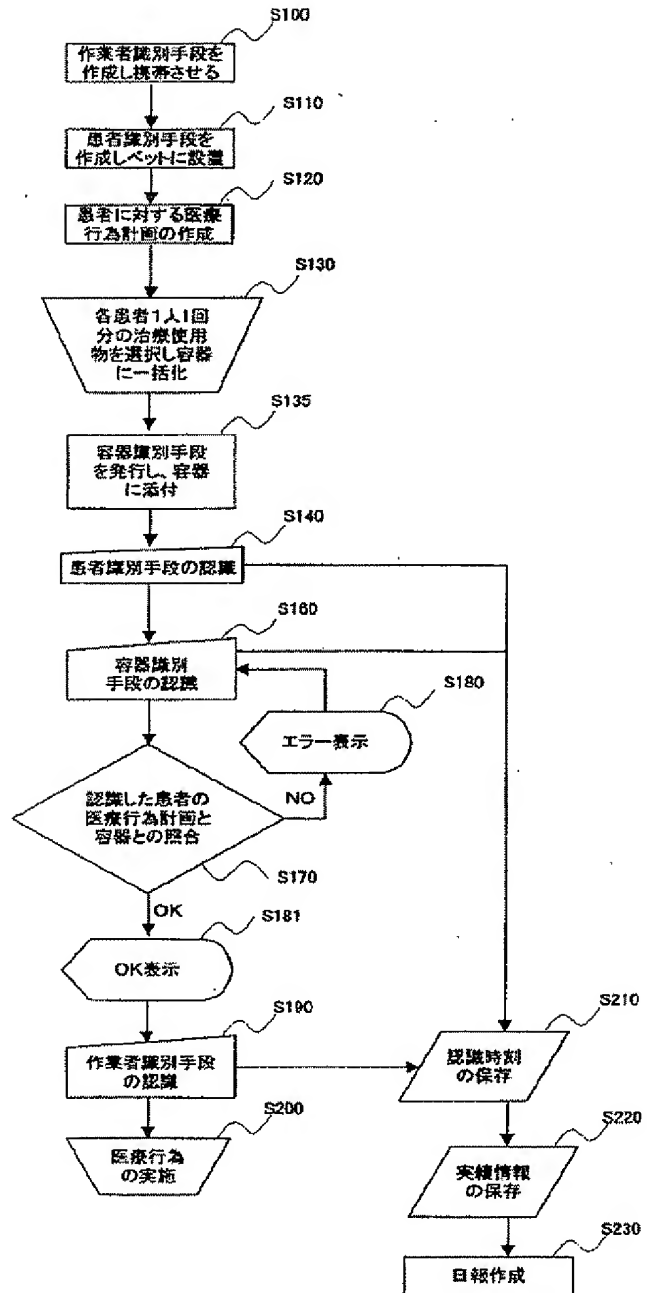 S100
作業者識別手段を
作成し携帯させる
S110
患者識別手段を
作成しベットに設置
S120
患者に対する医療
行為計画の作成
S130
各患者1人1回
分の治療使用
物を選択し容器
に一括化
S135
容器識別手段
を発行し、容器
に添付
S140
患者識別手段の認識
S160
容器識別
手段の認識
S180
エラー表示
認識した患者の
医療行為計画と
容器との照合
NO
S170
OK
S181
OK表示
S190
作業者識別手段
の認識
S210
認識時刻
の保存
S200
医療行為
の実施
S220
実績情報
の保存
S230
日報作成